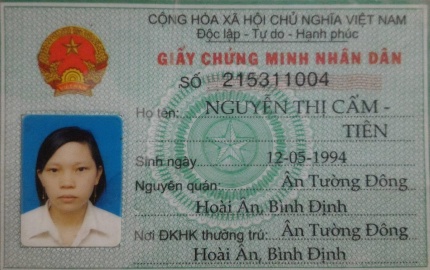 CỘNG HÒA XÃ HỘI CHỦ NGHĨA VIỆT NAM
Độc lập - Tự do - Hạnh phúc
GIẤY CHỨNG MINH NHÂN DÂN
SỐ 215311004
Họ tên: NGUYỄN THỊ CẨM -
TIÊN
Sinh ngày 12-05-1994
Nguyên quán: Ân Tường Đông
Hoài Ân, Bình Định
Nơi ĐKHK thường trú: Ân Tường Đông
Hoài Ân, Bình Định